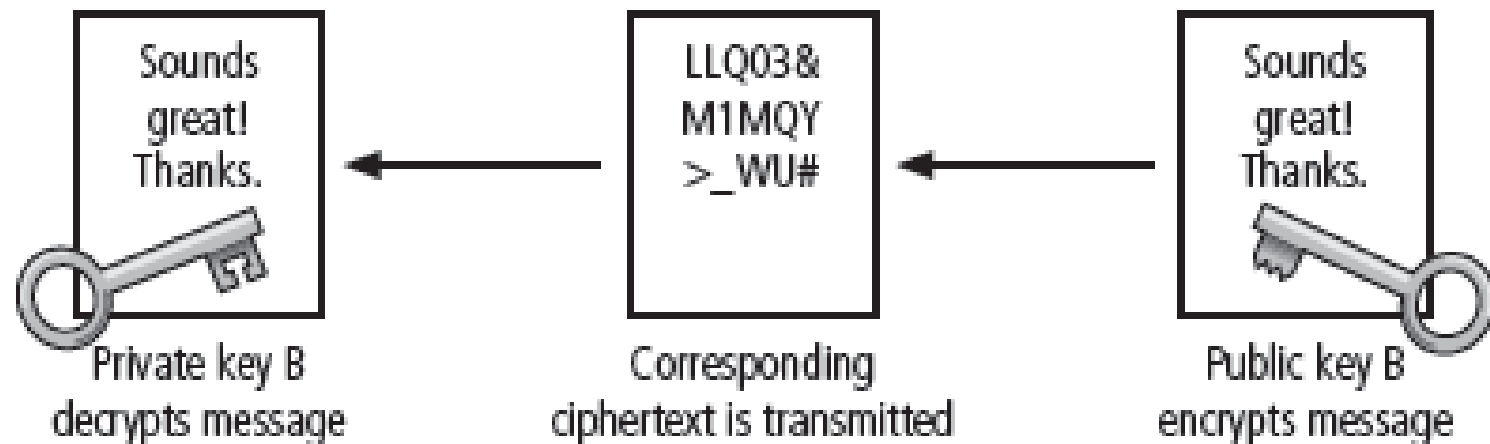 Sounds
great!
Thanks.
Private key B
decrypts message
LLQ03&
M1MQY
>_WU#
Corresponding
ciphertext is transmitted
Sounds
great!
Thanks.
Public key B
encrypts message